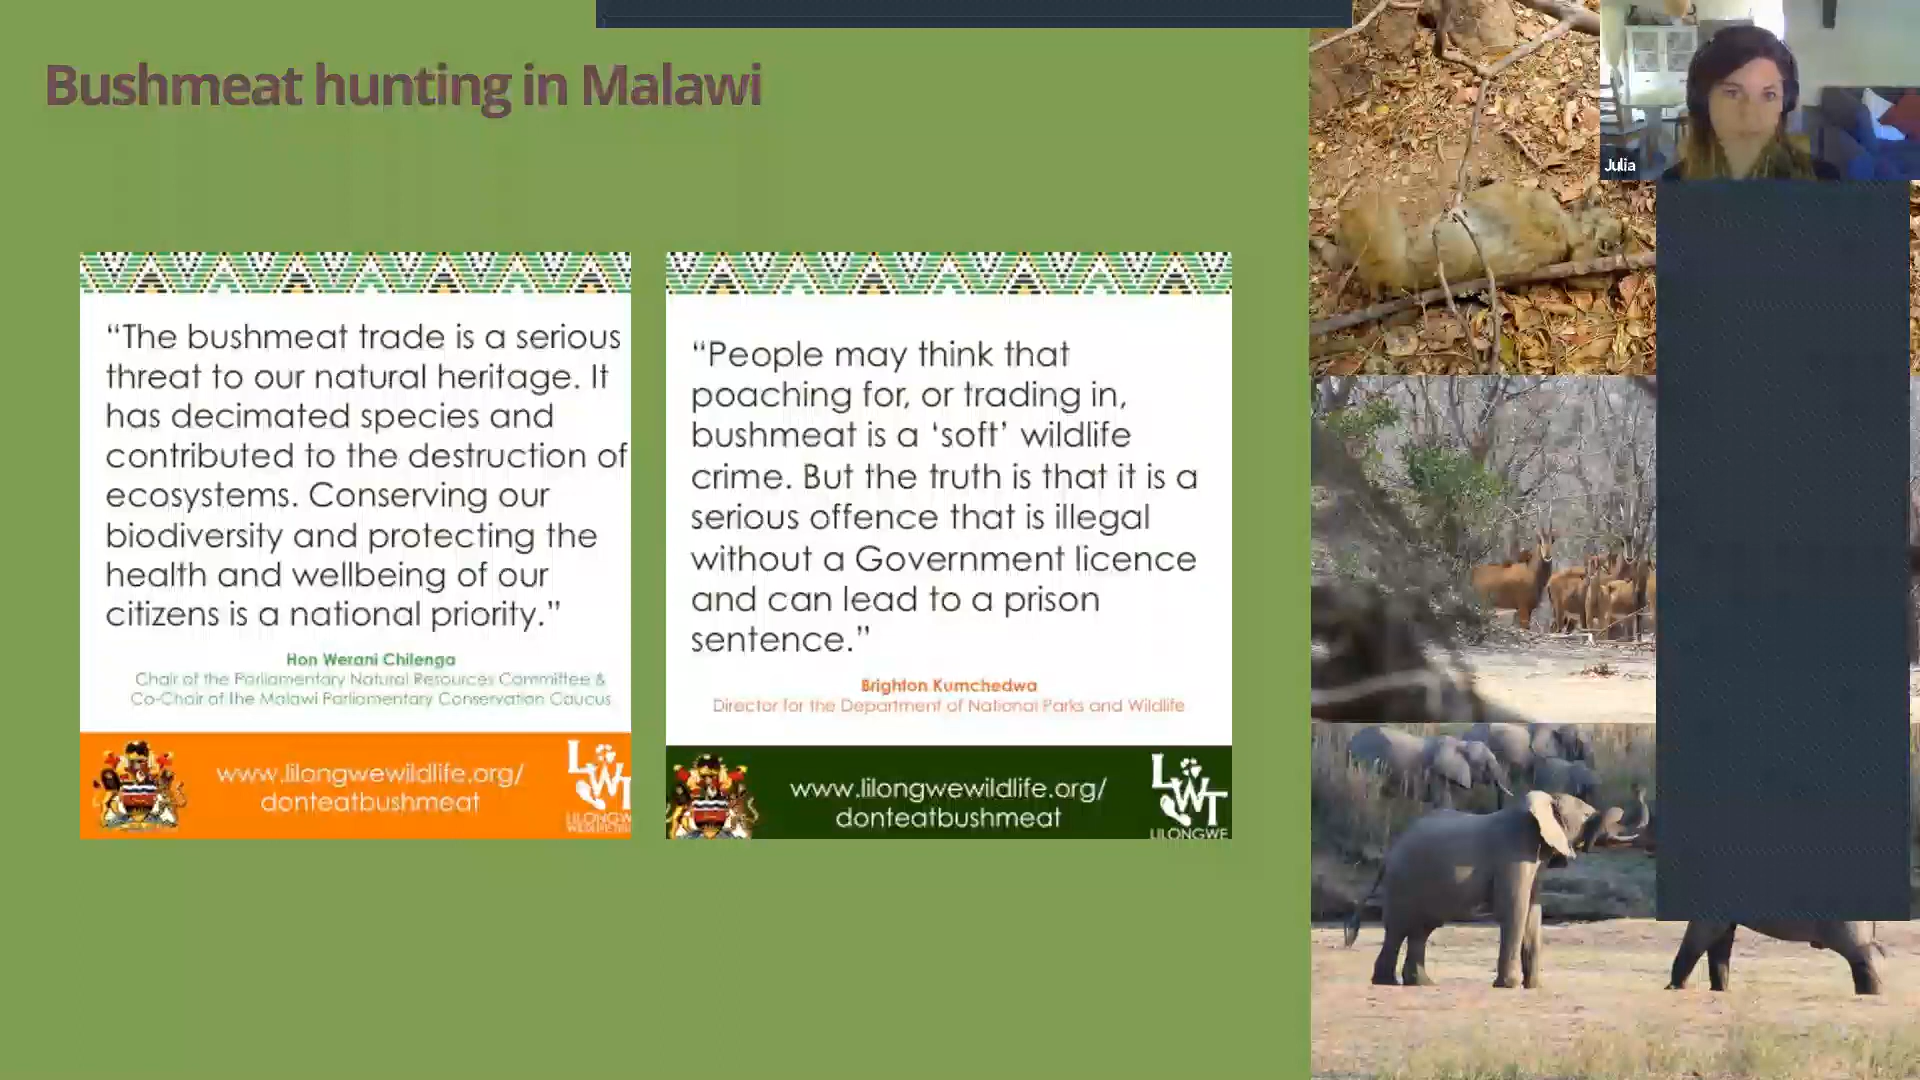 Bushmeat hunting in Malawi
Julia
“The bushmeat trade is a serious
threat to our natural heritage. It
has decimated species and
contributed to the destruction of
ecosystems. Conserving our
biodiversity and protecting the
health and wellbeing of our
citizens is a national priority.”
Hon Werani Chilenga
Chair of the Parliamentary Natural Resources Committee &
Co-Chair of the Malawi Parliamentary Conservation Caucus
www.lilongwewildlife.org/
donteatbushmeat
LWT
LILONGWE
“People may think that
poaching for, or trading in,
bushmeat is a ‘soft’ wildlife
crime. But the truth is that it is a
serious offence that is illegal
without a Government licence
and can lead to a prison
sentence.”
Brighton Kumchedwa
Director for the Department of National Parks and Wildlife
www.lilongwewildlife.org/
donteatbushmeat
LWT
LILONGWE